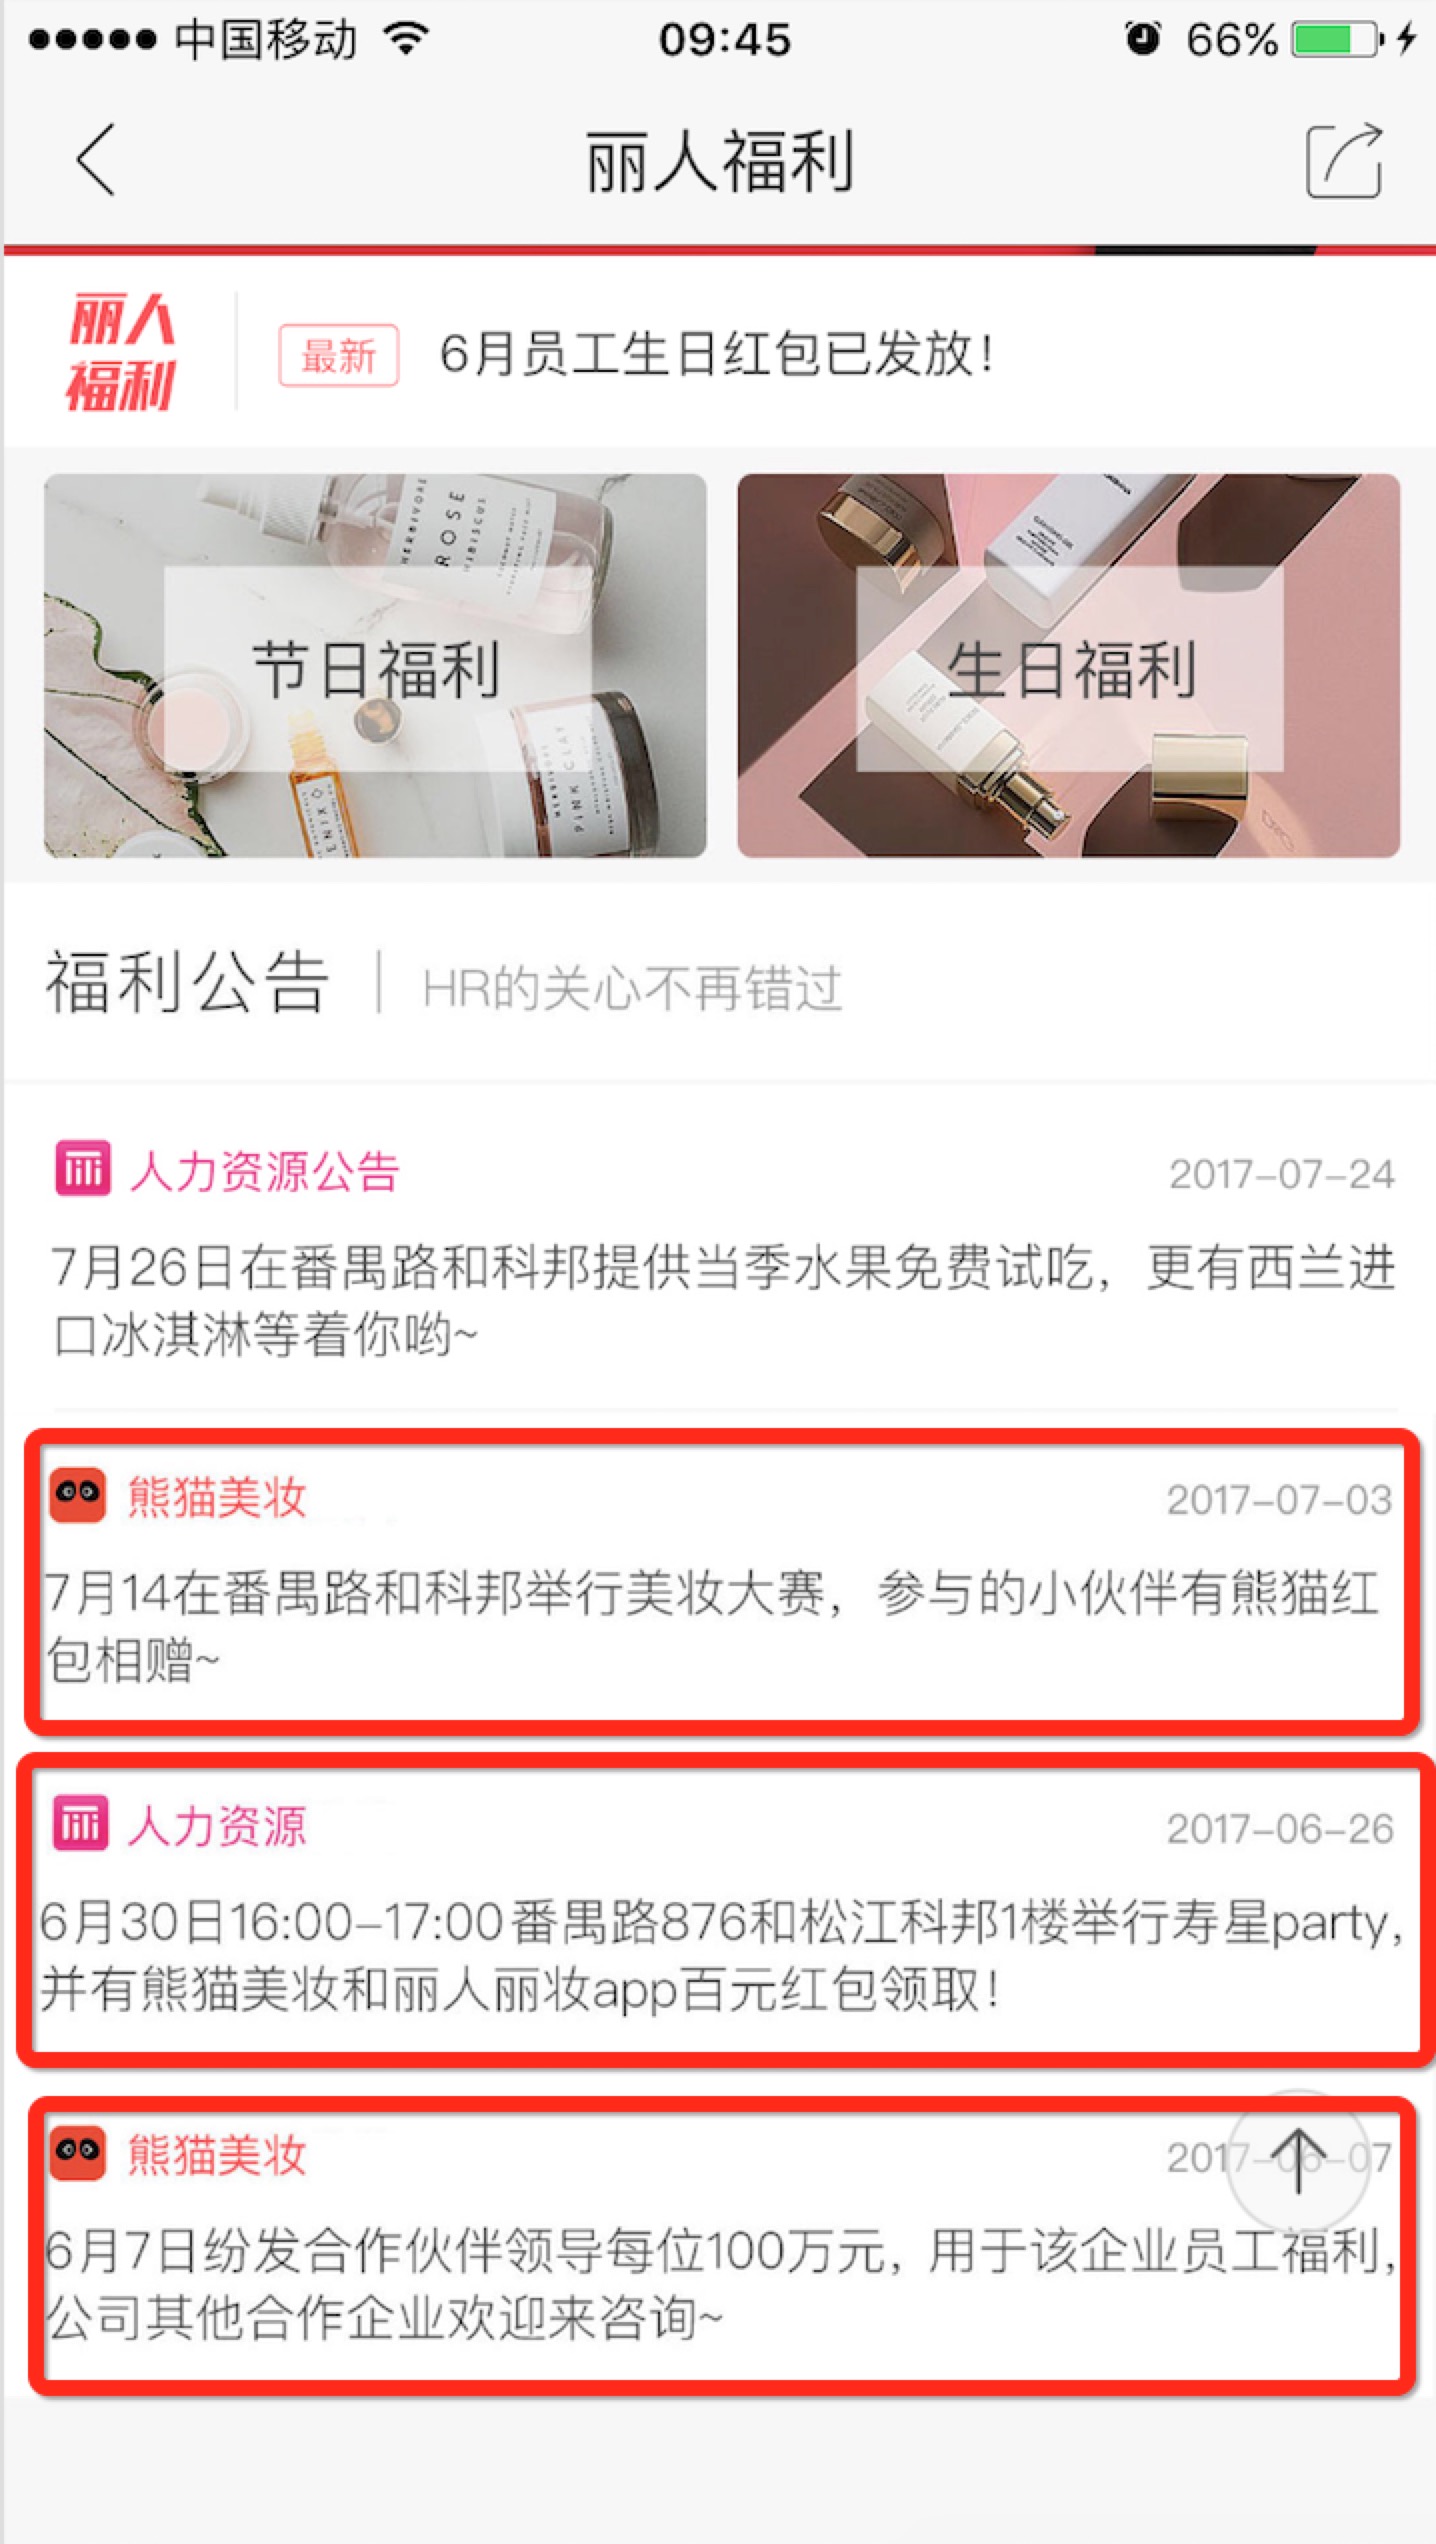 中国移动 09:45 66%
丽人福利
丽人
福利
最新 6月员工生日红包已发放！
HERBIVORE
ROSE
HIBISCUS
PINK CLAY
节日福利
生日福利
福利公告 | HR的关心不再错过
人力资源公告 2017-07-24
7月26日在番禺路和科邦提供当季水果免费试吃，更有西兰进
口冰淇淋等着你哟~
熊猫美妆 2017-07-03
7月14在番禺路和科邦举行美妆大赛，参与的小伙伴有熊猫红
包相赠~
人力资源 2017-06-26
6月30日16:00-17:00番禺路876和松江科邦1楼举行寿星party，
并有熊猫美妆和丽人丽妆app百元红包领取！
熊猫美妆 2017-06-07
6月7日纷发合作伙伴领导每位100万元，用于该企业员工福利，
公司其他合作企业欢迎来咨询~